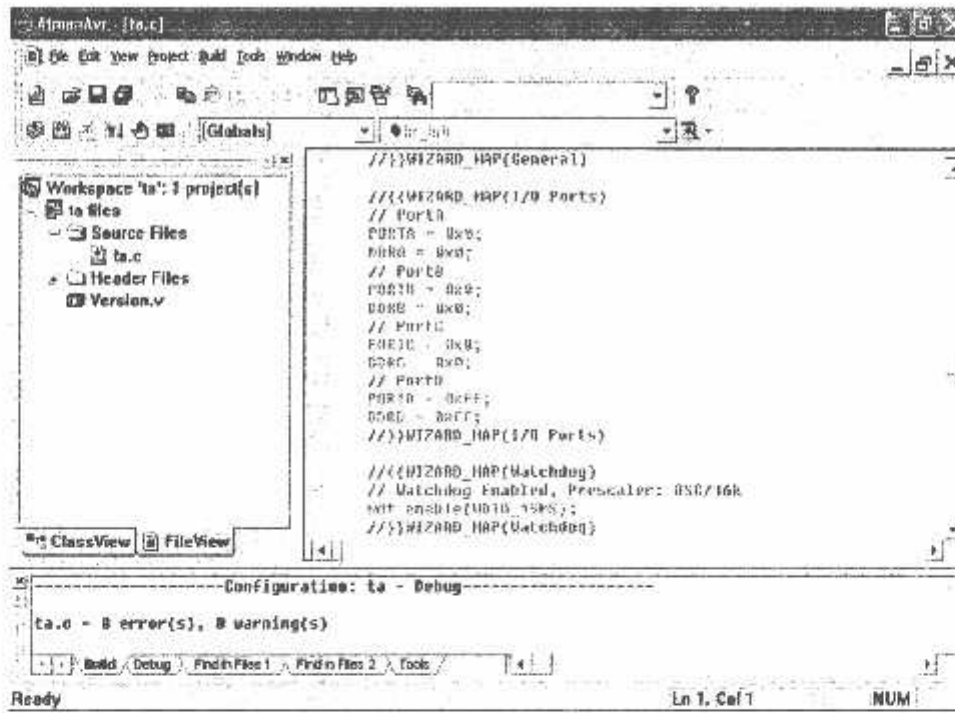 [ta.c]
File Edit View Project Build Tools Window Help
(Globals)
//}}WIZARD_MAP(General)
Workspace 'ta': 1 project(s)
ta files
Source Files
ta.c
Header Files
Version.v
//{{WIZARD_MAP(I/O Ports)
// PortA
PORTA = 0x0;
DDRA = 0x0;
// PortB
PORTB = 0x0;
DDRB = 0x0;
// PortC
PORTC = 0x0;
DDRC = 0x0;
// PortD
PORTD = 0xFF;
DDRD = 0xFF;
//}}WIZARD_MAP(I/O Ports)
//{{WIZARD_MAP(Watchdog)
// Watchdog Enabled, Prescaler: OSC/16k
//}}WIZARD_MAP(Watchdog)
ClassView FileView
Configuration: ta - Debug
ta.c - 0 error(s), 0 warning(s)
Build Debug Find in Files 1 Find in Files 2 Tools
Ready Ln 1, Col 1 NUM